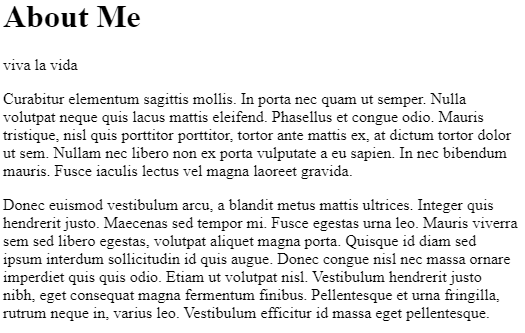 About Me
viva la vida
Curabitur elementum sagittis mollis. In porta nec quam ut semper. Nulla
volutpat neque quis lacus mattis eleifend. Phasellus et congue odio. Mauris
tristique, nisl quis porttitor porttitor, tortor ante mattis ex, at dictum tortor dolor
ut sem. Nullam nec libero non ex porta vulputate a eu sapien. In nec bibendum
mauris. Fusce iaculis lectus vel magna laoreet gravida.
Donec euismod vestibulum arcu, a blandit metus mattis ultrices. Integer quis
hendrerit justo. Maecenas sed tempor mi. Fusce egestas urna leo. Mauris viverra
sem sed libero egestas, volutpat aliquet magna porta. Quisque id diam sed
ipsum interdum sollicitudin id quis augue. Donec congue nisl nec massa ornare
imperdiet quis quis odio. Etiam ut volutpat nisl. Vestibulum hendrerit justo
nibh, eget consequat magna fermentum finibus. Pellentesque et urna fringilla,
rutrum neque in, varius leo. Vestibulum efficitur id massa eget pellentesque.